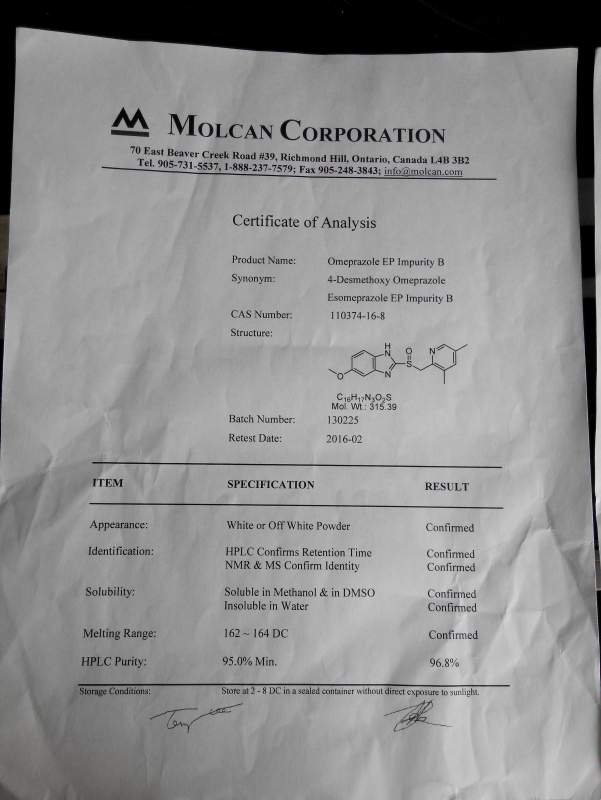 MOLCAN CORPORATION
70 East Beaver Creek Road #39, Richmond Hill, Ontario, Canada L4B 3B2
Tel. 905-731-5537, 1-888-237-7579; Fax 905-248-3843; info@molcan.com
Certificate of Analysis
Product Name: Omeprazole EP Impurity B
Synonym: 4-Desmethoxy Omeprazole
Esomeprazole EP Impurity B
CAS Number: 110374-16-8
Structure:
H
N
N
O
S
O
N
C16H17N3O2S
Mol. Wt.: 315.39
Batch Number: 130225
Retest Date: 2016-02
ITEM SPECIFICATION RESULT
Appearance: White or Off White Powder Confirmed
Identification: HPLC Confirms Retention Time Confirmed
NMR & MS Confirm Identity Confirmed
Solubility: Soluble in Methanol & in DMSO Confirmed
Insoluble in Water Confirmed
Melting Range: 162 ~ 164 DC Confirmed
HPLC Purity: 95.0% Min. 96.8%
Storage Conditions: Store at 2 - 8 DC in a sealed container without direct exposure to sunlight.